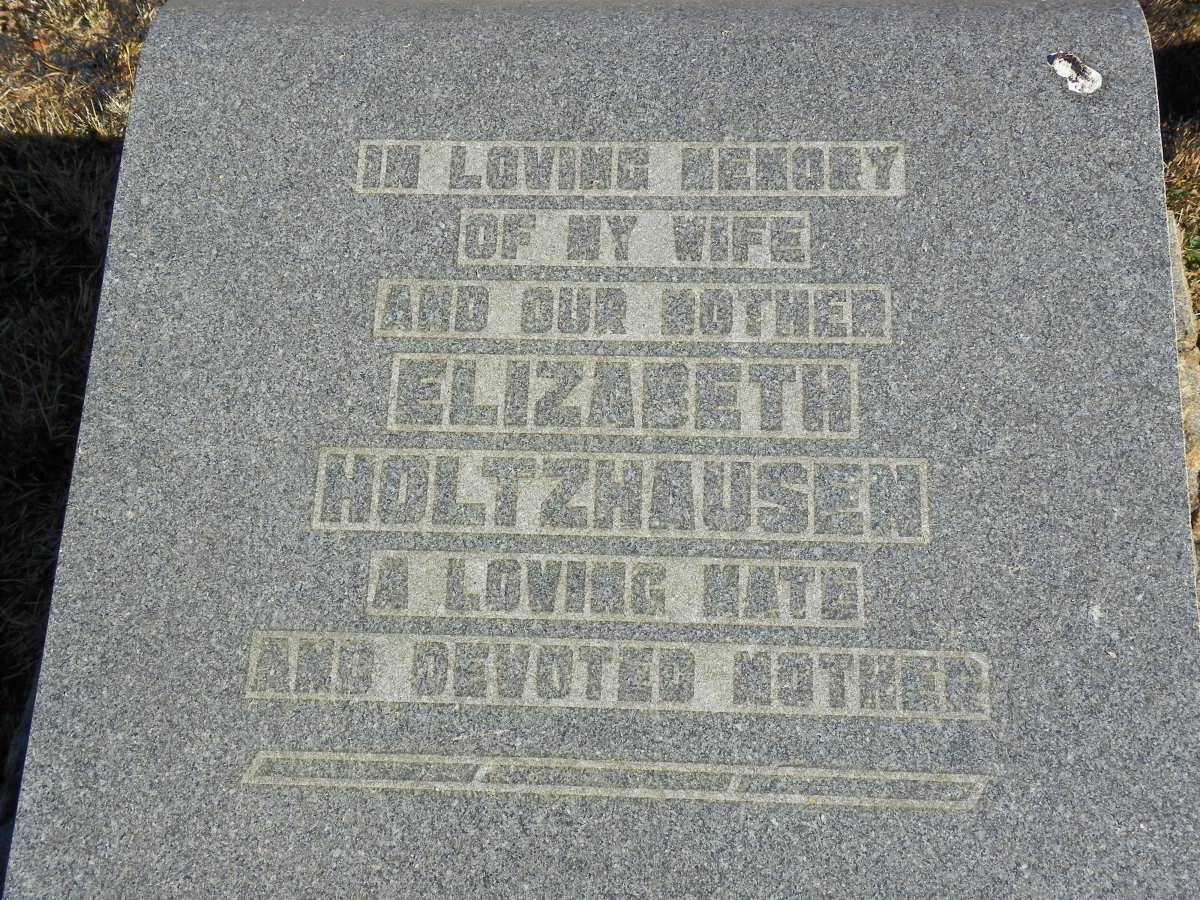 IN LOVING MEMORY
OF MY WIFE
AND OUR MOTHER
ELIZABETH
HOLTZHAUSEN
A LOVING MATE
AND DEVOTED MOTHER